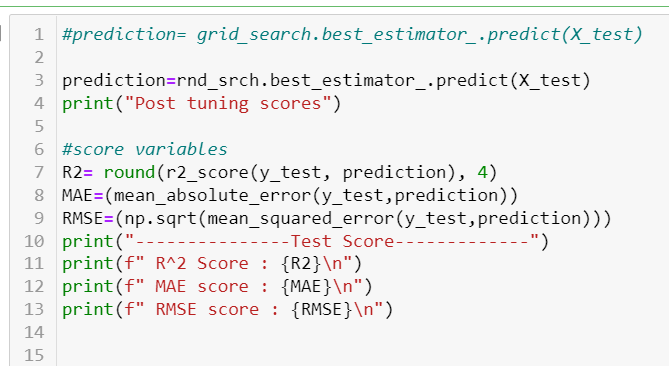 1 #prediction= grid_search.best_estimator_.predict(X_test)
2
3 prediction=rnd_srch.best_estimator_.predict(X_test)
4 print("Post tuning scores")
5
6 #score variables
7 R2= round(r2_score(y_test, prediction), 4)
8 MAE=(mean_absolute_error(y_test,prediction))
9 RMSE=(np.sqrt(mean_squared_error(y_test,prediction)))
10 print("---------------Test Score-------------")
11 print(f" R^2 Score : {R2}\n")
12 print(f" MAE score : {MAE}\n")
13 print(f" RMSE score : {RMSE}\n")
14
15